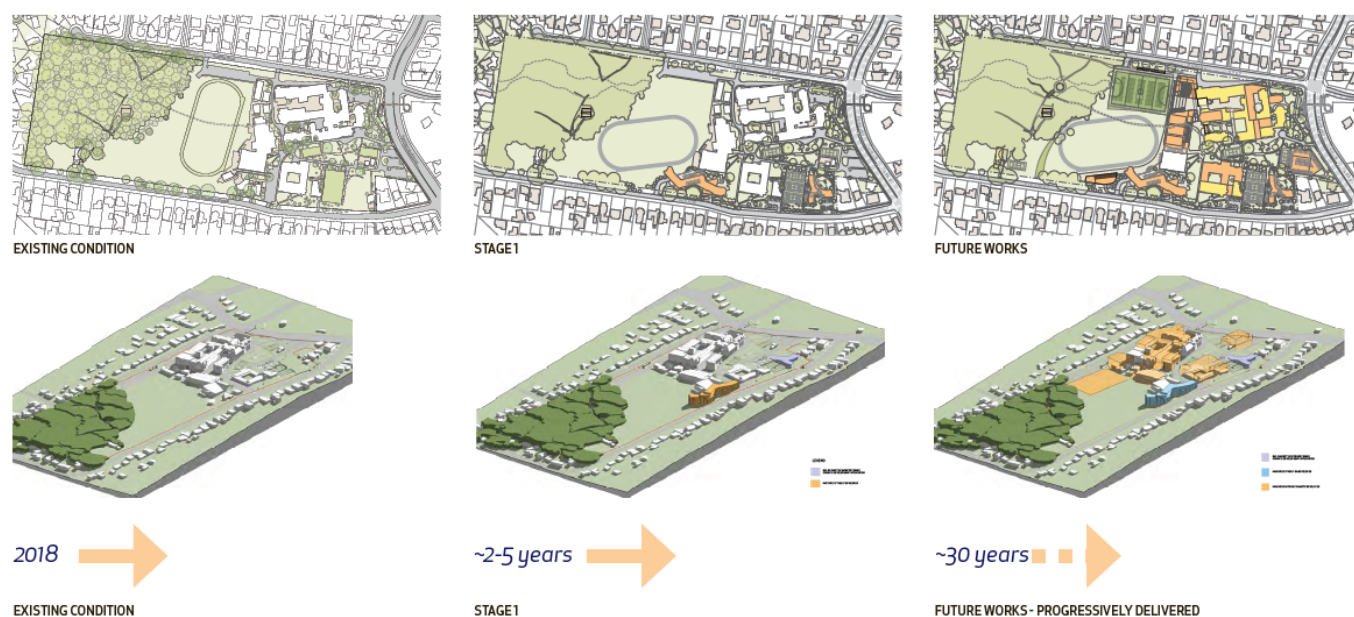 EXISTING CONDITION
STAGE 1
FUTURE WORKS
LEGEND
2018
~2-5 years
~30 years
EXISTING CONDITION
STAGE 1
FUTURE WORKS - PROGRESSIVELY DELIVERED